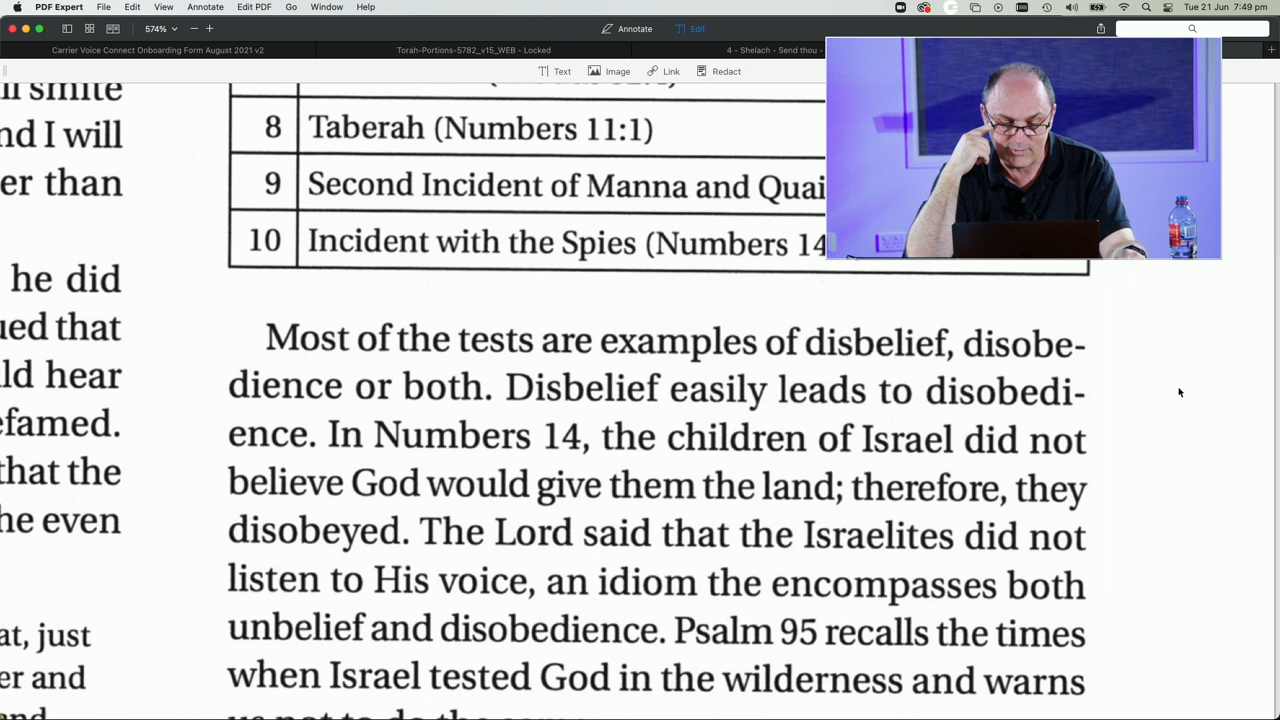 PDF Expert File Edit View Annotate Edit PDF Go Window Help
Tue 21 Jun 7:49 pm
574%
Annotate
Edit
Carrier Voice Connect Onboarding Form August 2021 v2
Torah-Portions-5782_v15_WEB - Locked
4 - Shelach - Send thou -
Text
Image
Link
Redact
ll smite
nd I will
er than
he did
ued that
ld hear
efamed.
that the
he even
at, just
er and
8 Taberah (Numbers 11:1)
9 Second Incident of Manna and Quai
10 Incident with the Spies (Numbers 14
Most of the tests are examples of disbelief, disobe-
dience or both. Disbelief easily leads to disobedi-
ence. In Numbers 14, the children of Israel did not
believe God would give them the land; therefore, they
disobeyed. The Lord said that the Israelites did not
listen to His voice, an idiom the encompasses both
unbelief and disobedience. Psalm 95 recalls the times
when Israel tested God in the wilderness and warns